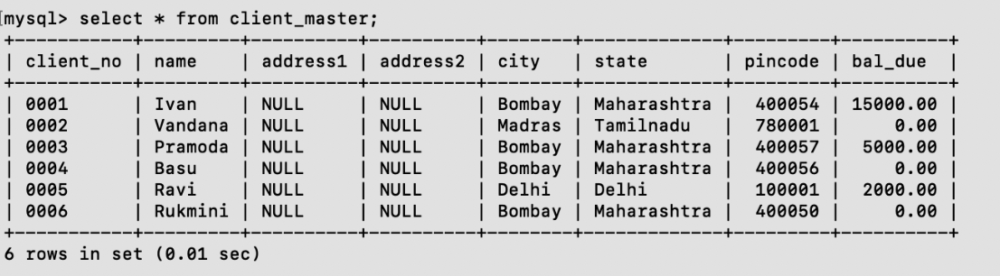 mysql> select * from client_master;
+-----------+---------+----------+----------+--------+-------------+---------+----------+
| client_no | name    | address1 | address2 | city   | state       | pincode | bal_due  |
+-----------+---------+----------+----------+--------+-------------+---------+----------+
| 0001      | Ivan    | NULL     | NULL     | Bombay | Maharashtra |  400054 | 15000.00 |
| 0002      | Vandana | NULL     | NULL     | Madras | Tamilnadu   |  780001 |     0.00 |
| 0003      | Pramoda | NULL     | NULL     | Bombay | Maharashtra |  400057 |  5000.00 |
| 0004      | Basu    | NULL     | NULL     | Bombay | Maharashtra |  400056 |     0.00 |
| 0005      | Ravi    | NULL     | NULL     | Delhi  | Delhi       |  100001 |  2000.00 |
| 0006      | Rukmini | NULL     | NULL     | Bombay | Maharashtra |  400050 |     0.00 |
+-----------+---------+----------+----------+--------+-------------+---------+----------+
6 rows in set (0.01 sec)